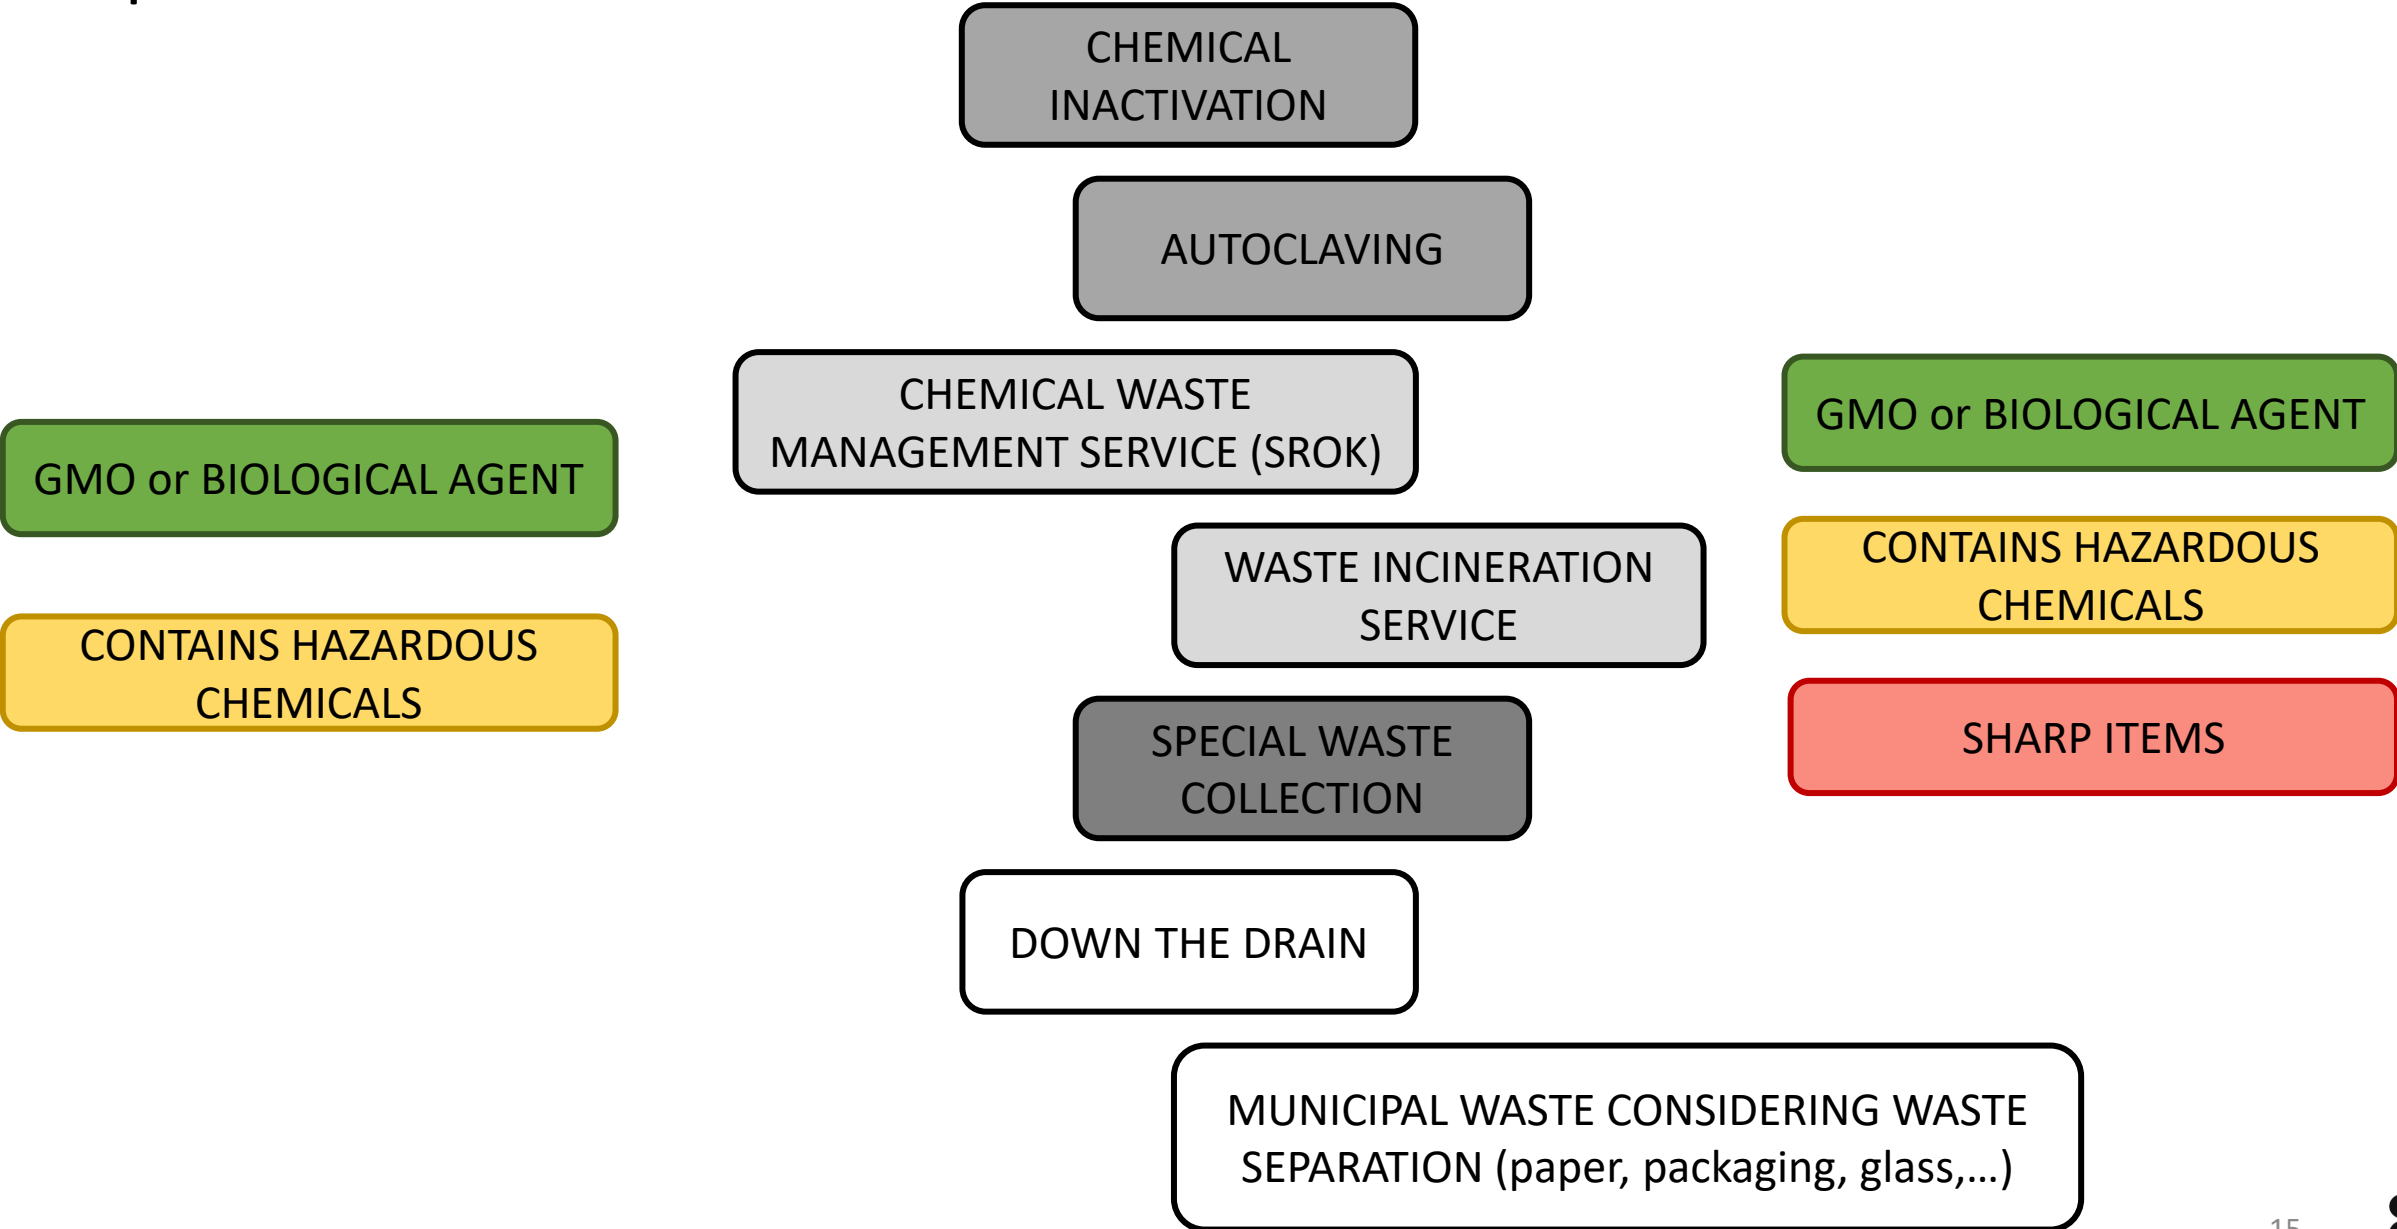 CHEMICAL
INACTIVATION
AUTOCLAVING
CHEMICAL WASTE
MANAGEMENT SERVICE (SROK)
GMO or BIOLOGICAL AGENT
GMO or BIOLOGICAL AGENT
WASTE INCINERATION
SERVICE
CONTAINS HAZARDOUS
CHEMICALS
CONTAINS HAZARDOUS
CHEMICALS
SPECIAL WASTE
COLLECTION
SHARP ITEMS
DOWN THE DRAIN
MUNICIPAL WASTE CONSIDERING WASTE
SEPARATION (paper, packaging, glass,...)
15